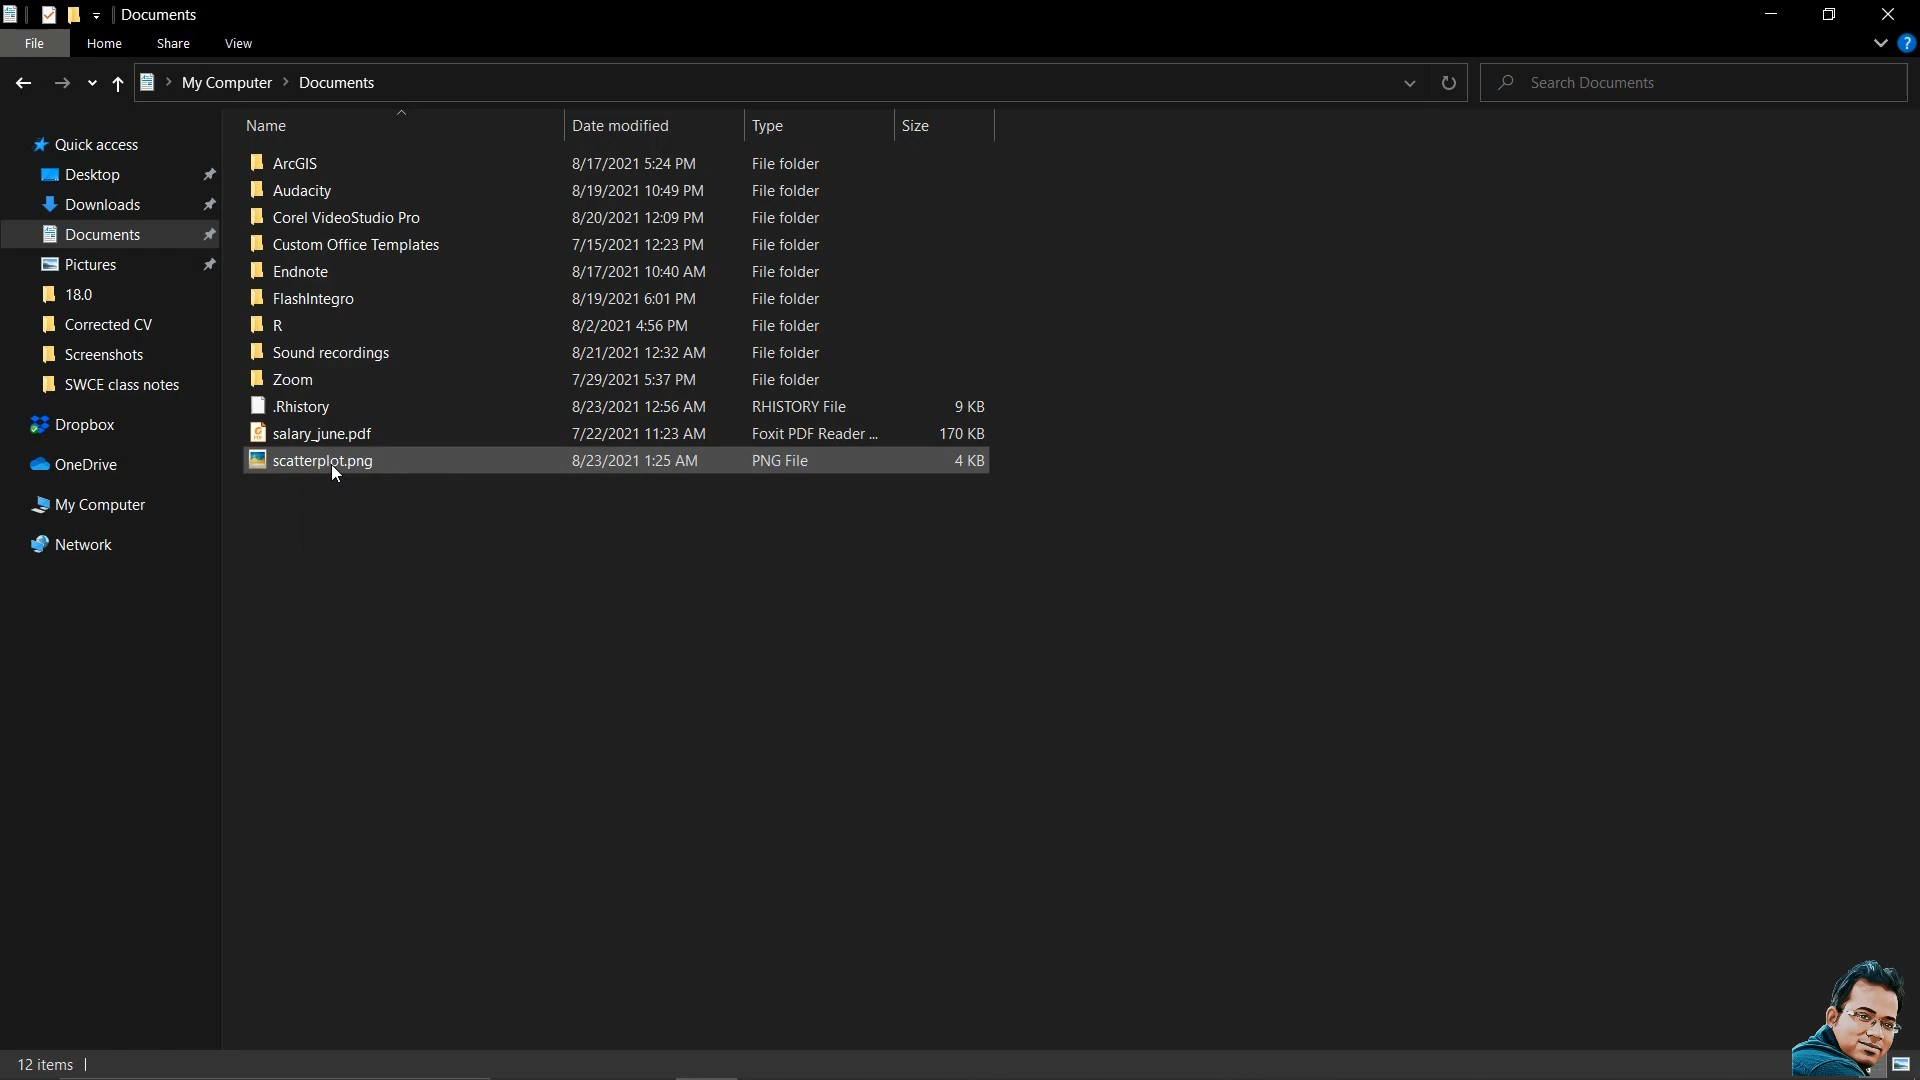 Documents
File Home Share View
My Computer Documents Search Documents
Name Date modified Type Size
Quick access
Desktop
Downloads
Documents
Pictures
18.0
Corrected CV
Screenshots
SWCE class notes
Dropbox
OneDrive
My Computer
Network
ArcGIS 8/17/2021 5:24 PM File folder
Audacity 8/19/2021 10:49 PM File folder
Corel VideoStudio Pro 8/20/2021 12:09 PM File folder
Custom Office Templates 7/15/2021 12:23 PM File folder
Endnote 8/17/2021 10:40 AM File folder
FlashIntegro 8/19/2021 6:01 PM File folder
R 8/2/2021 4:56 PM File folder
Sound recordings 8/21/2021 12:32 AM File folder
Zoom 7/29/2021 5:37 PM File folder
.Rhistory 8/23/2021 12:56 AM RHISTORY File 9 KB
salary_june.pdf 7/22/2021 11:23 AM Foxit PDF Reader ... 170 KB
scatterplot.png 8/23/2021 1:25 AM PNG File 4 KB
12 items